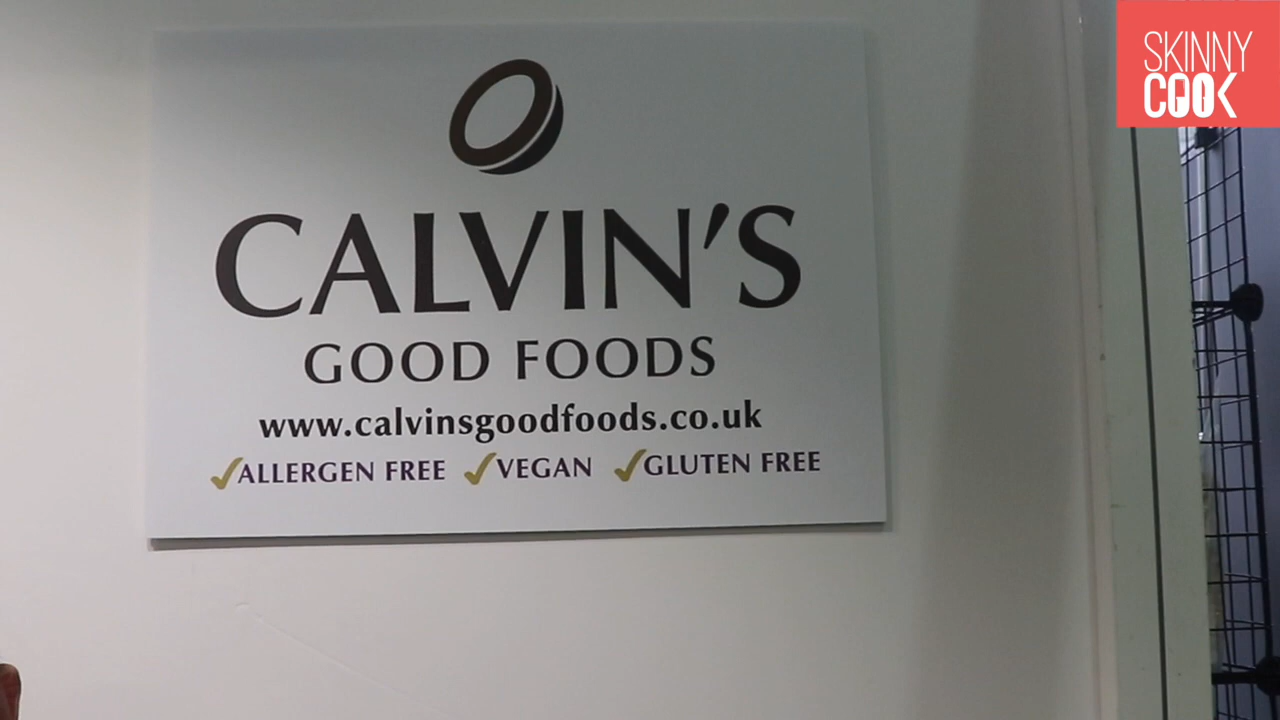 SKINNY
COOK
CALVIN'S
GOOD FOODS
www.calvinsgoodfoods.co.uk
ALLERGEN FREE VEGAN GLUTEN FREE